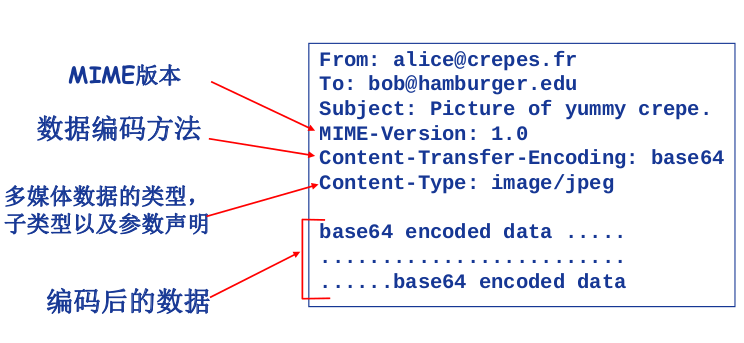 MIME版本
数据编码方法
多媒体数据的类型，
子类型以及参数声明
编码后的数据
From: alice@crepes.fr
To: bob@hamburger.edu
Subject: Picture of yummy crepe.
MIME-Version: 1.0
Content-Transfer-Encoding: base64
Content-Type: image/jpeg
base64 encoded data .....
.........................
......base64 encoded data